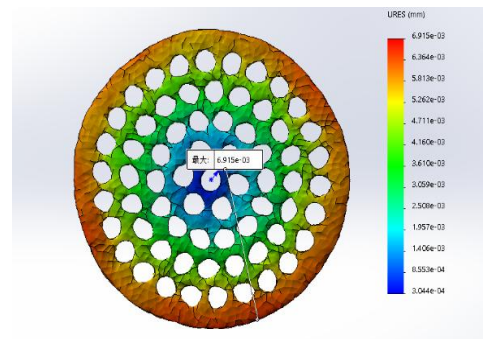 URES (mm)
6.915e-03
6.364e-03
5.813e-03
5.262e-03
4.711e-03
4.160e-03
3.610e-03
3.059e-03
2.508e-03
1.957e-03
1.406e-03
8.553e-04
3.044e-04
最大: 6.915e-03